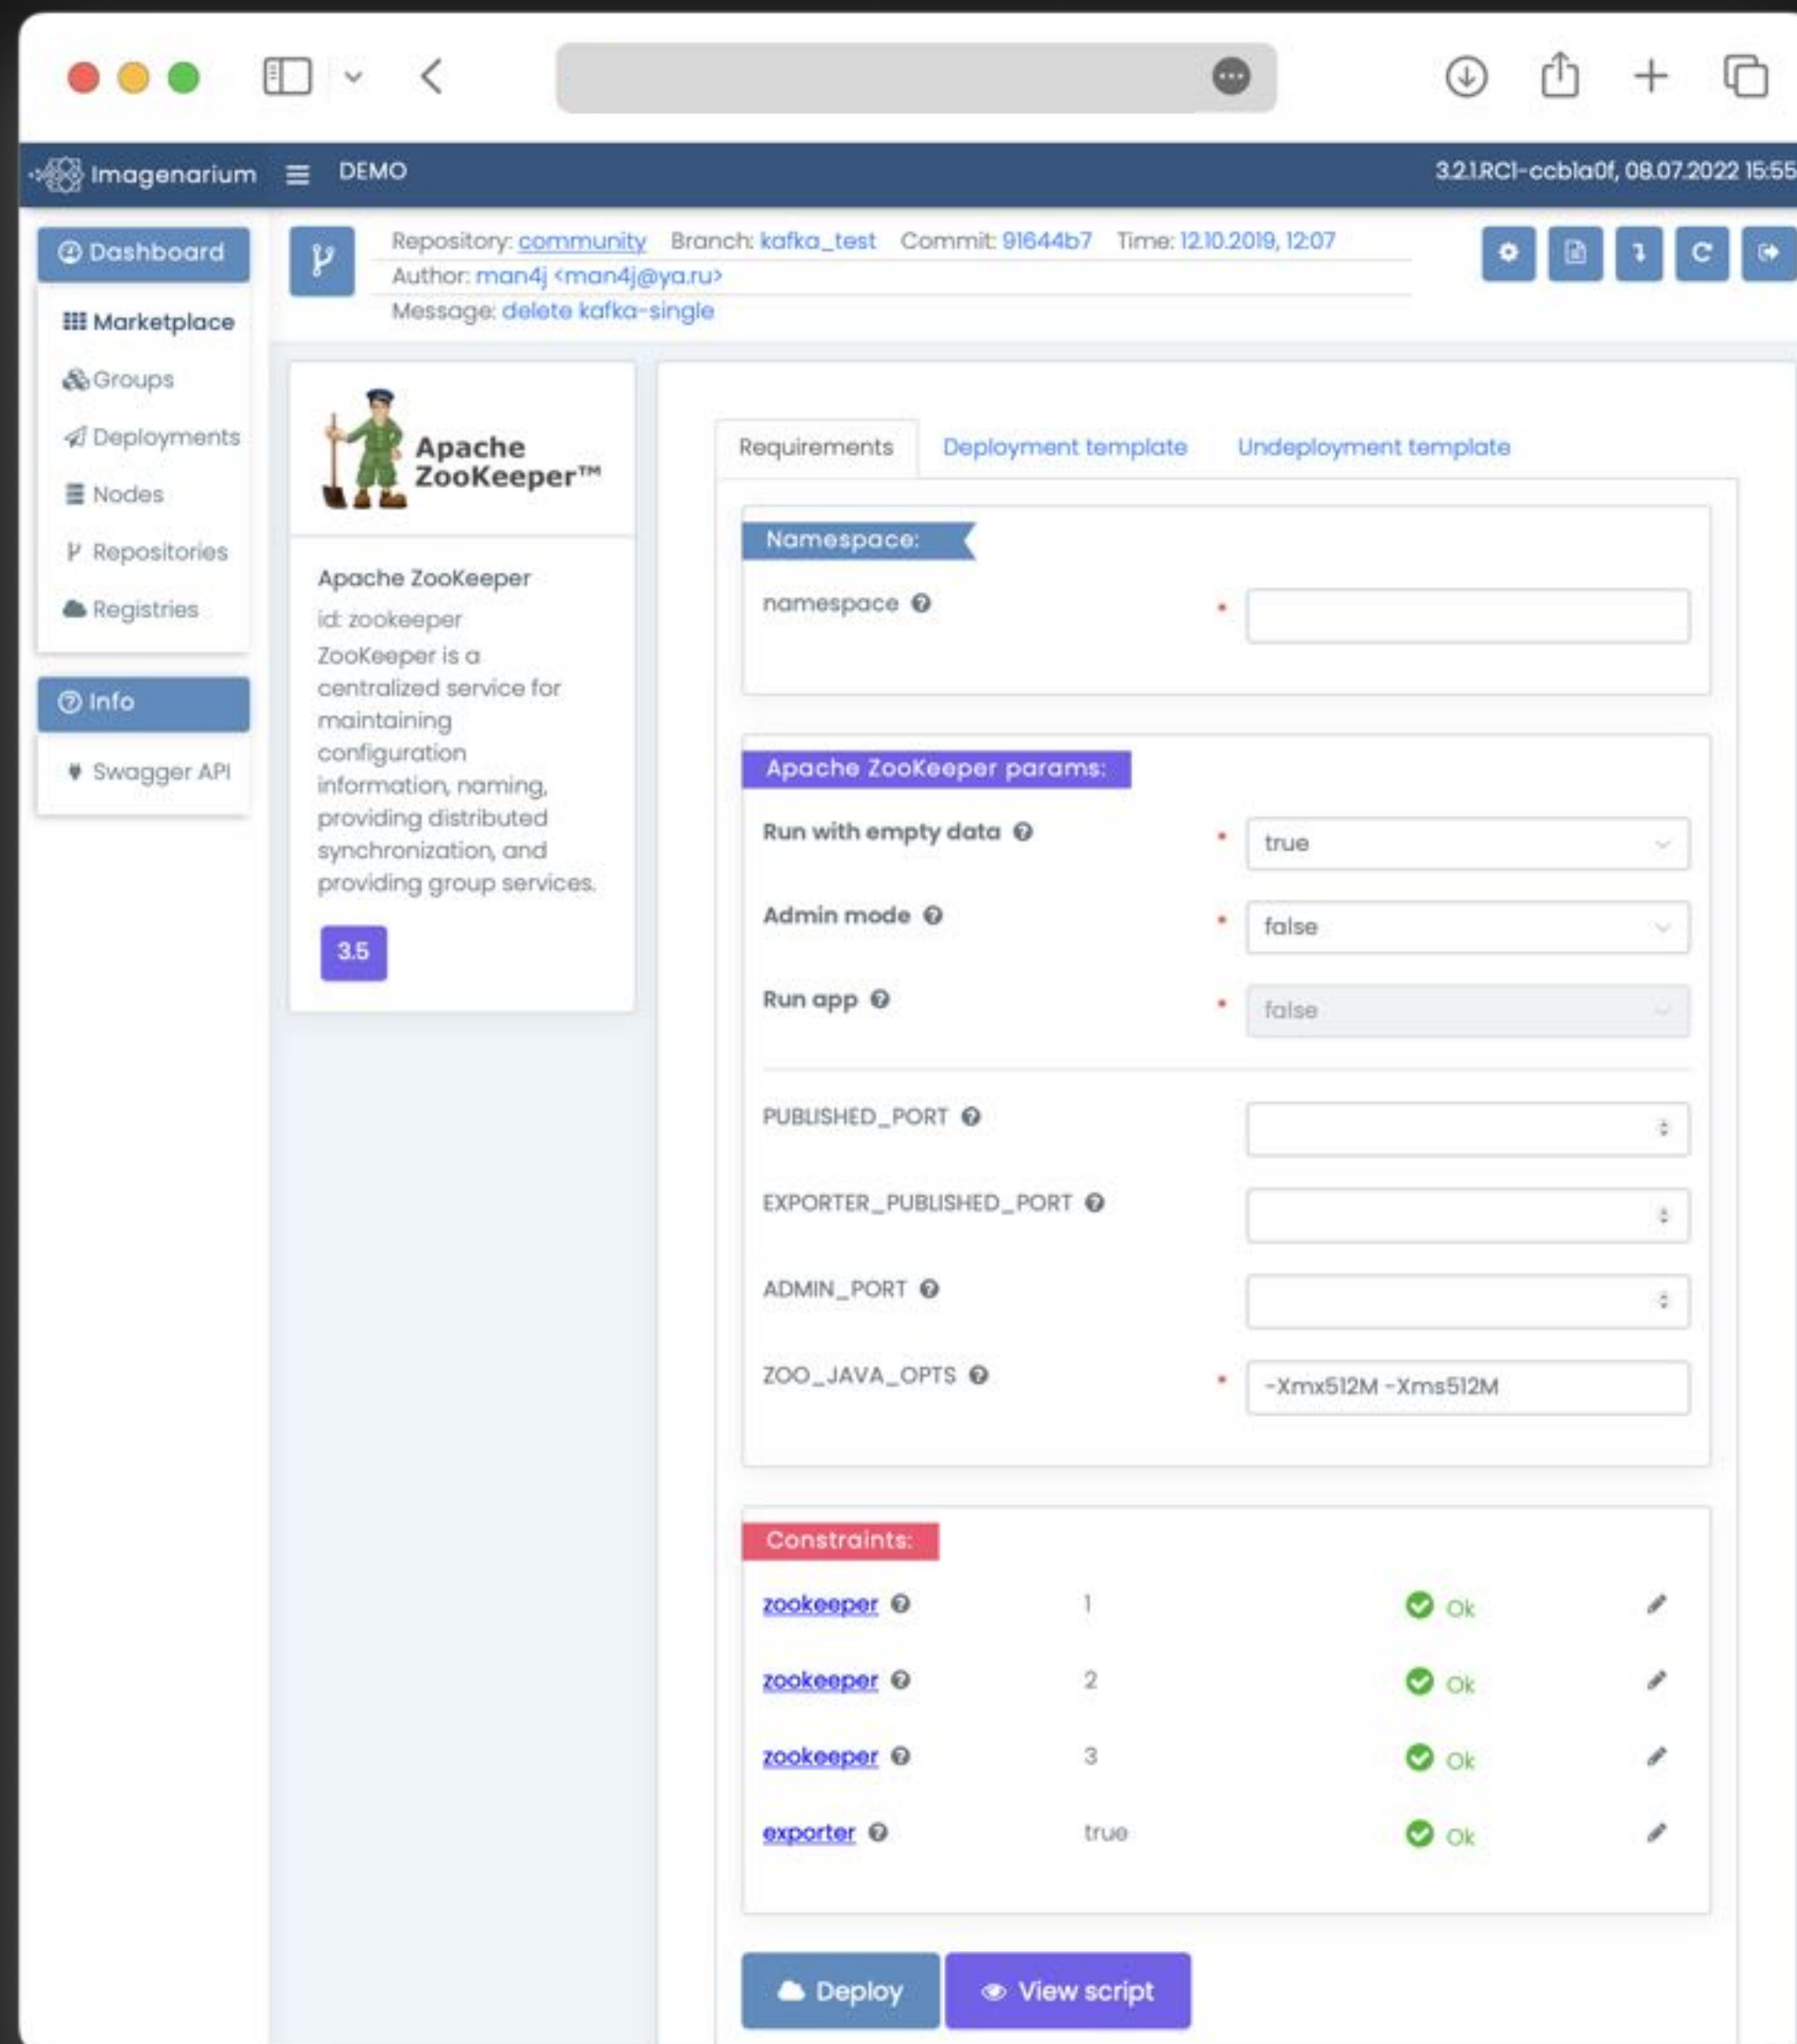 Imagenarium
DEMO
3.2.1.RC1-ccb1a0f, 08.07.2022 15:55
Dashboard
Marketplace
Groups
Deployments
Nodes
Repositories
Registries
Info
Swagger API
Repository: community Branch: kafka_test Commit: 91644b7 Time: 12.10.2019, 12:07
Author: man4j <man4j@ya.ru>
Message: delete kafka-single
Apache
ZooKeeper™
Apache ZooKeeper
id: zookeeper
ZooKeeper is a
centralized service for
maintaining
configuration
information, naming,
providing distributed
synchronization, and
providing group services.
3.5
Requirements Deployment template Undeployment template
Namespace:
namespace *
Apache ZooKeeper params:
Run with empty data * true
Admin mode * false
Run app * false
PUBLISHED_PORT
EXPORTER_PUBLISHED_PORT
ADMIN_PORT
ZOO_JAVA_OPTS * -Xmx512M -Xms512M
Constraints:
zookeeper 1 Ok
zookeeper 2 Ok
zookeeper 3 Ok
exporter true Ok
Deploy View script